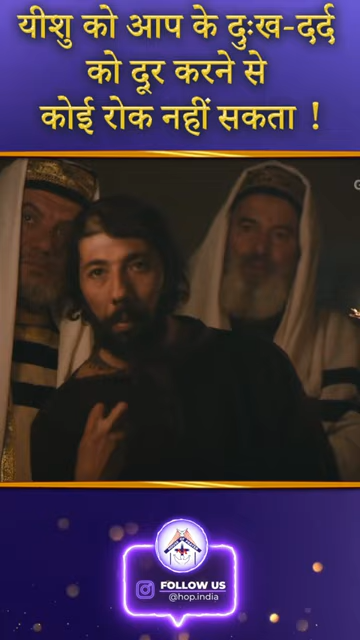 यीशु को आप के दुःख-दर्द
को दूर करने से
कोई रोक नहीं सकता !
G
FOLLOW US
@hop.india